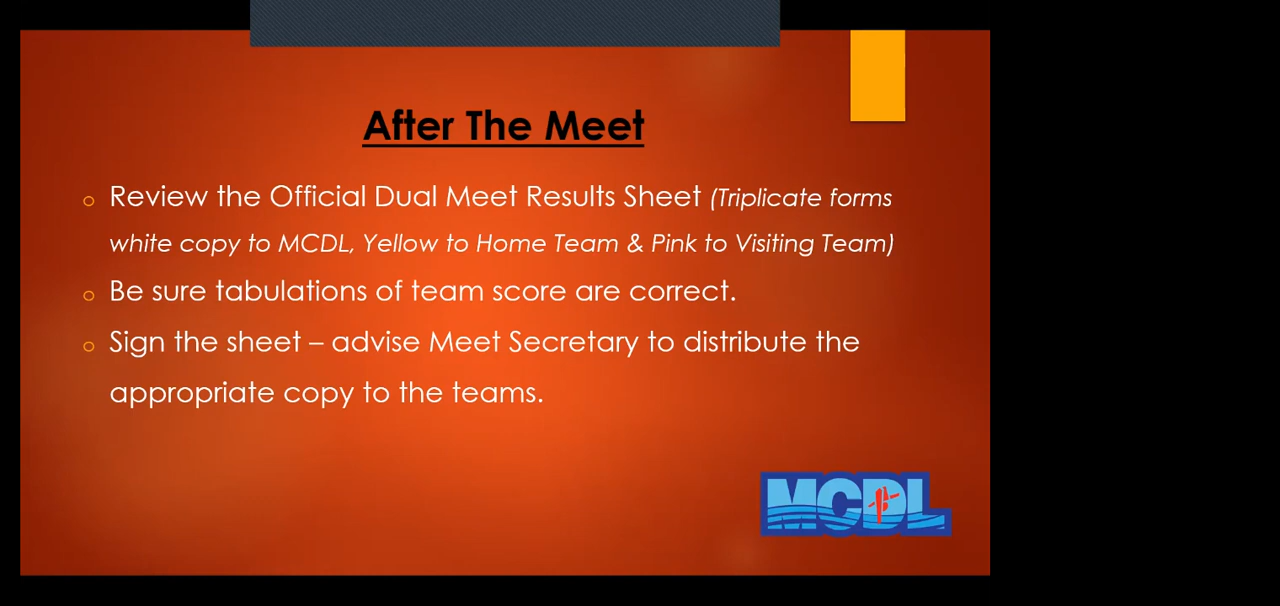 After The Meet
Review the Official Dual Meet Results Sheet (Triplicate forms
white copy to MCDL, Yellow to Home Team & Pink to Visiting Team)
Be sure tabulations of team score are correct.
Sign the sheet – advise Meet Secretary to distribute the
appropriate copy to the teams.
MCDL